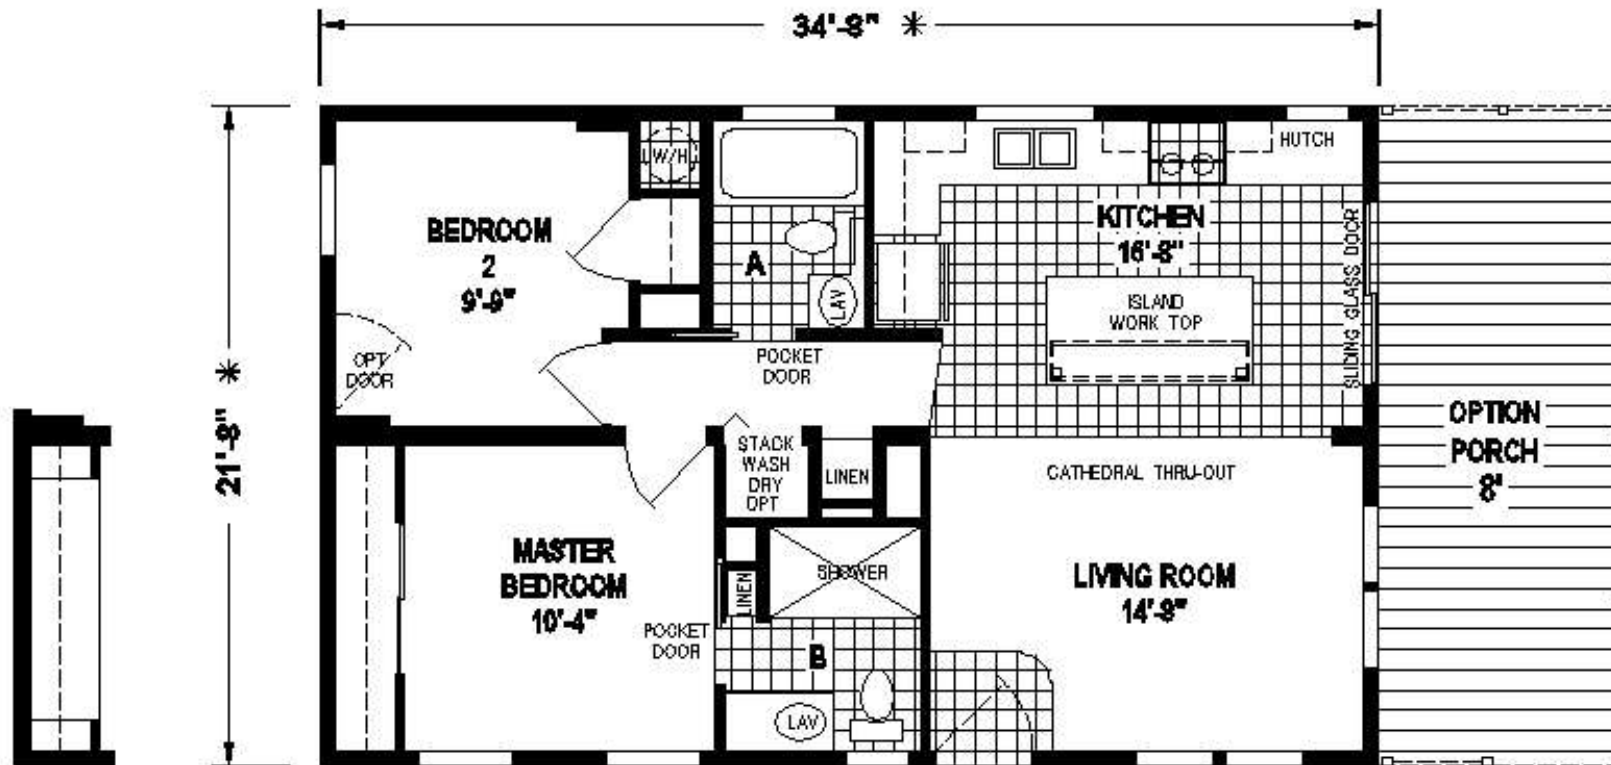 34'-8" *
21'-8" *
W/H
HUTCH
BEDROOM
2
9'-9"
A
LAV
KITCHEN
16'-8"
ISLAND
WORK TOP
SLIDING GLASS DOOR
OPT
DOOR
POCKET
DOOR
OPTION
PORCH
8'
STACK
WASH
DRY
OPT
LINEN
CATHEDRAL THRU-OUT
MASTER
BEDROOM
10'-4"
LINEN
SHOWER
LIVING ROOM
14'-8"
POCKET
DOOR
B
LAV